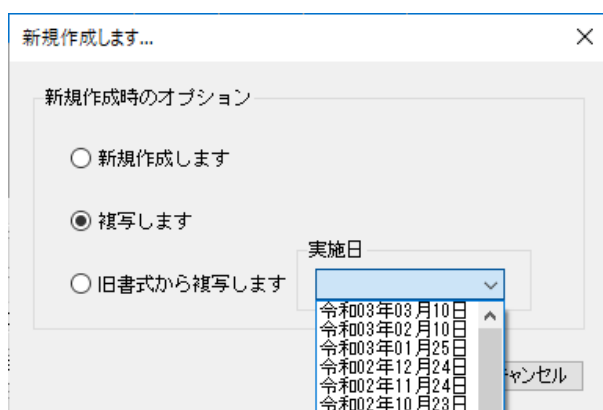 新規作成します...
新規作成時のオプション
新規作成します
複写します
実施日
旧書式から複写します
令和03年03月10日
令和03年02月10日
令和03年01月25日
令和02年12月24日
令和02年11月24日
令和02年10月23日
ャンセル